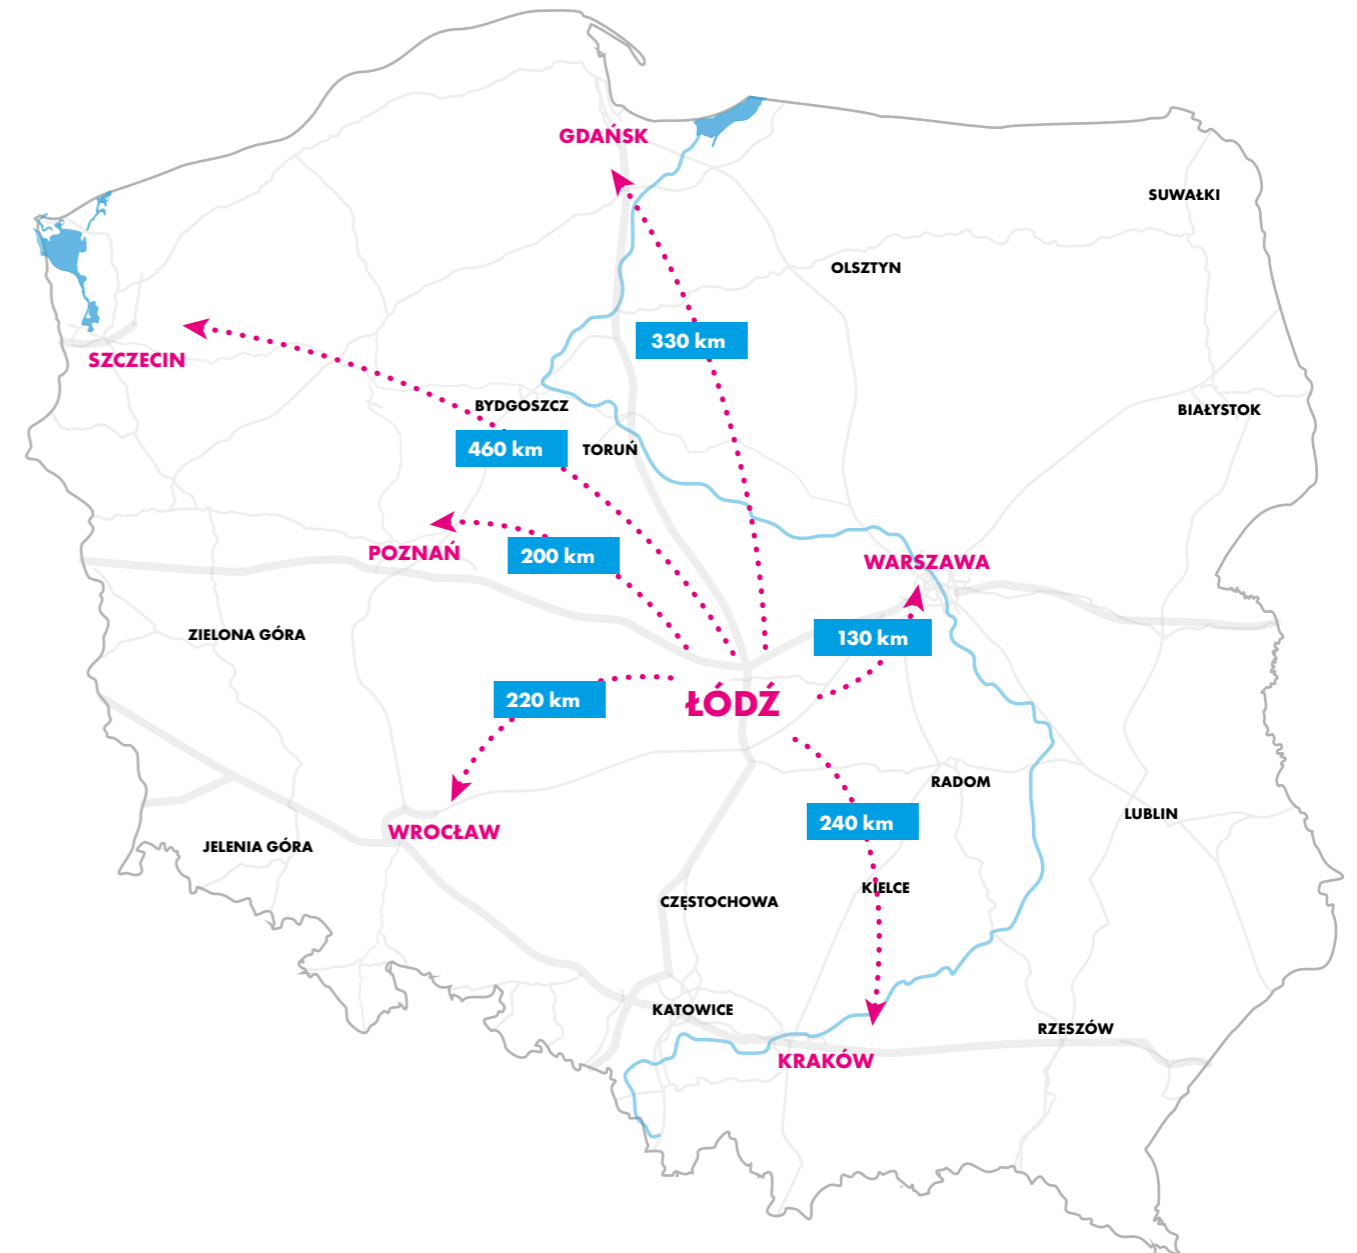 GDAŃSK
SUWAŁKI
OLSZTYN
330 km
SZCZECIN
BYDGOSZCZ
BIAŁYSTOK
460 km
TORUŃ
POZNAŃ
200 km
WARSZAWA
ZIELONA GÓRA
130 km
220 km
ŁÓDŹ
RADOM
LUBLIN
240 km
WROCŁAW
JELENIA GÓRA
KIELCE
CZĘSTOCHOWA
KATOWICE
RZESZÓW
KRAKÓW